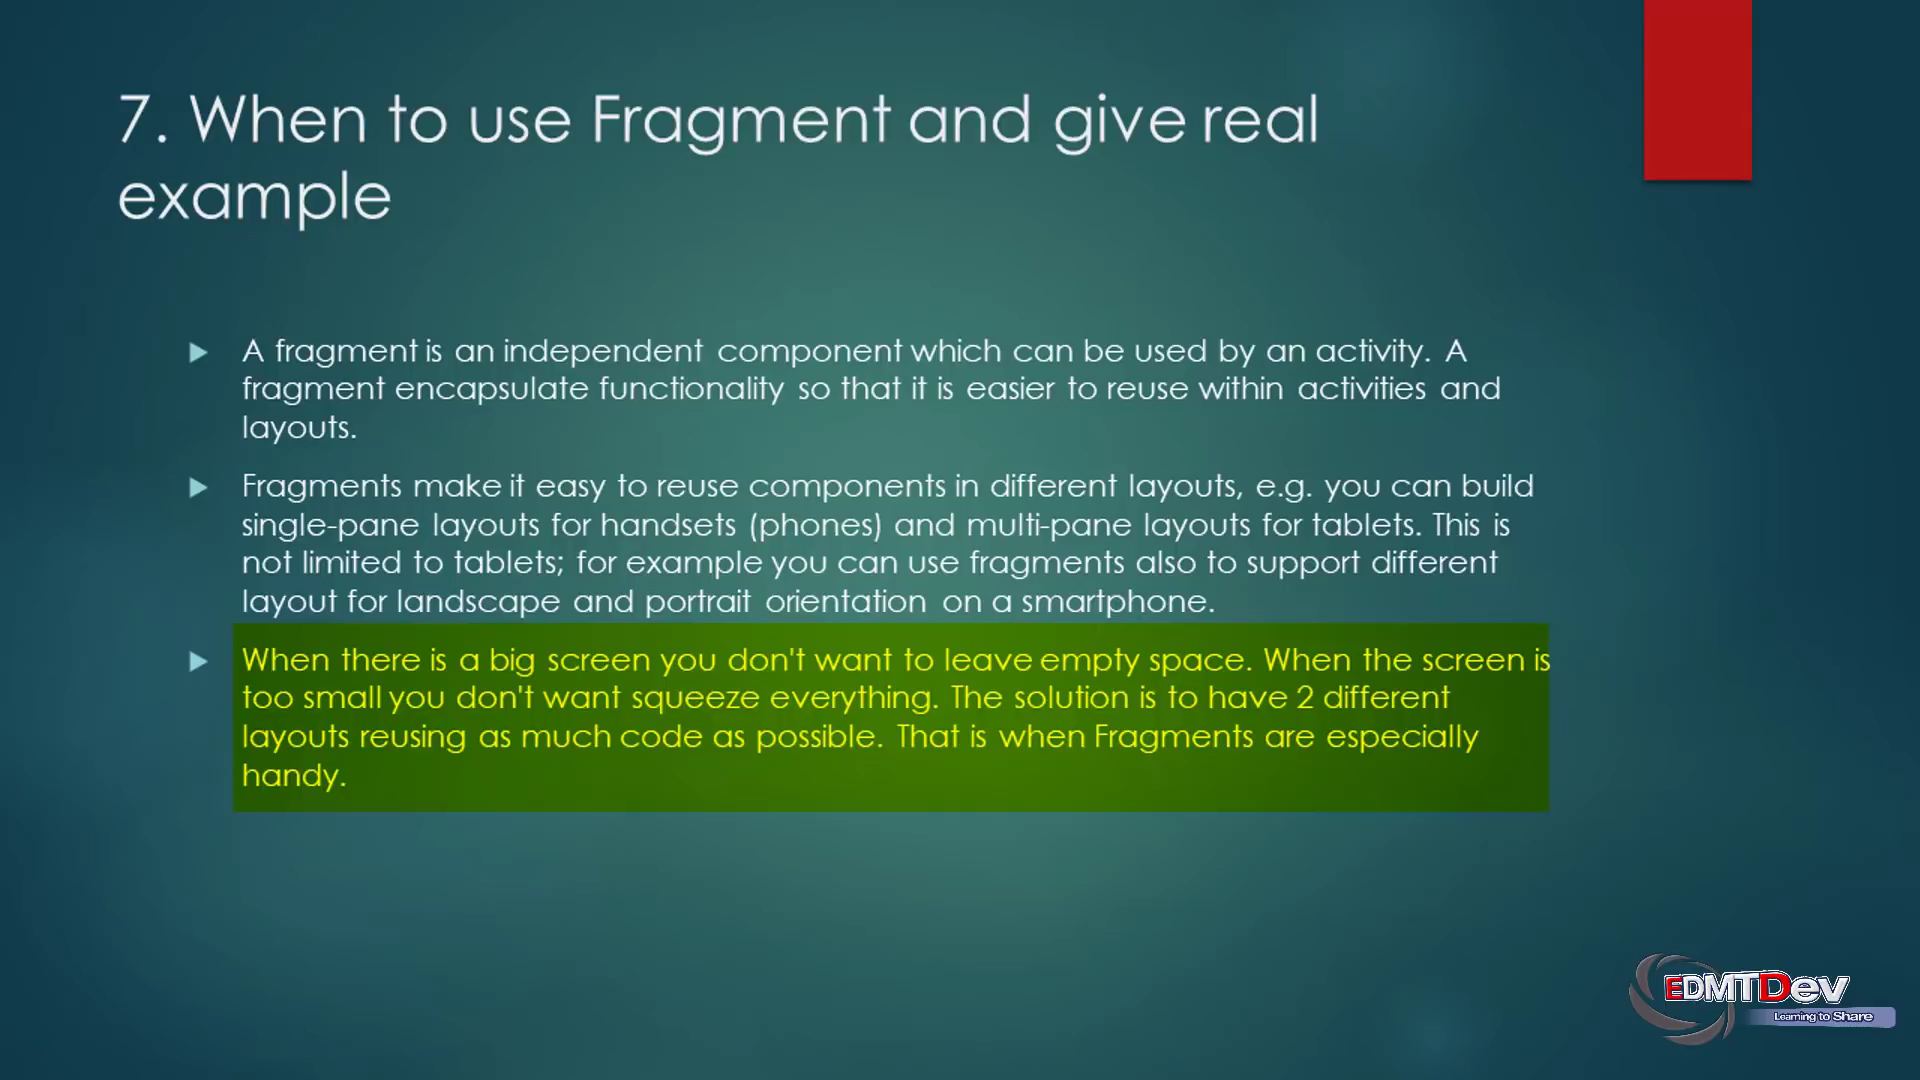 7. When to use Fragment and give real
example
A fragment is an independent component which can be used by an activity. A
fragment encapsulate functionality so that it is easier to reuse within activities and
layouts.
Fragments make it easy to reuse components in different layouts, e.g. you can build
single-pane layouts for handsets (phones) and multi-pane layouts for tablets. This is
not limited to tablets; for example you can use fragments also to support different
layout for landscape and portrait orientation on a smartphone.
When there is a big screen you don't want to leave empty space. When the screen is
too small you don't want squeeze everything. The solution is to have 2 different
layouts reusing as much code as possible. That is when Fragments are especially
handy.
EDMTDev
Learning to Share